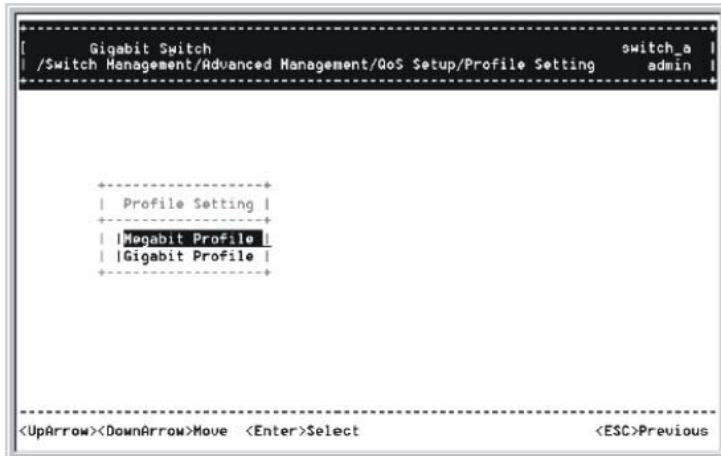 Gigabit Switch switch_a
/Switch Management/Advanced Management/QoS Setup/Profile Setting admin
Profile Setting
Megabit Profile
Gigabit Profile
<UpArrow><DownArrow>Move <Enter>Select <ESC>Previous